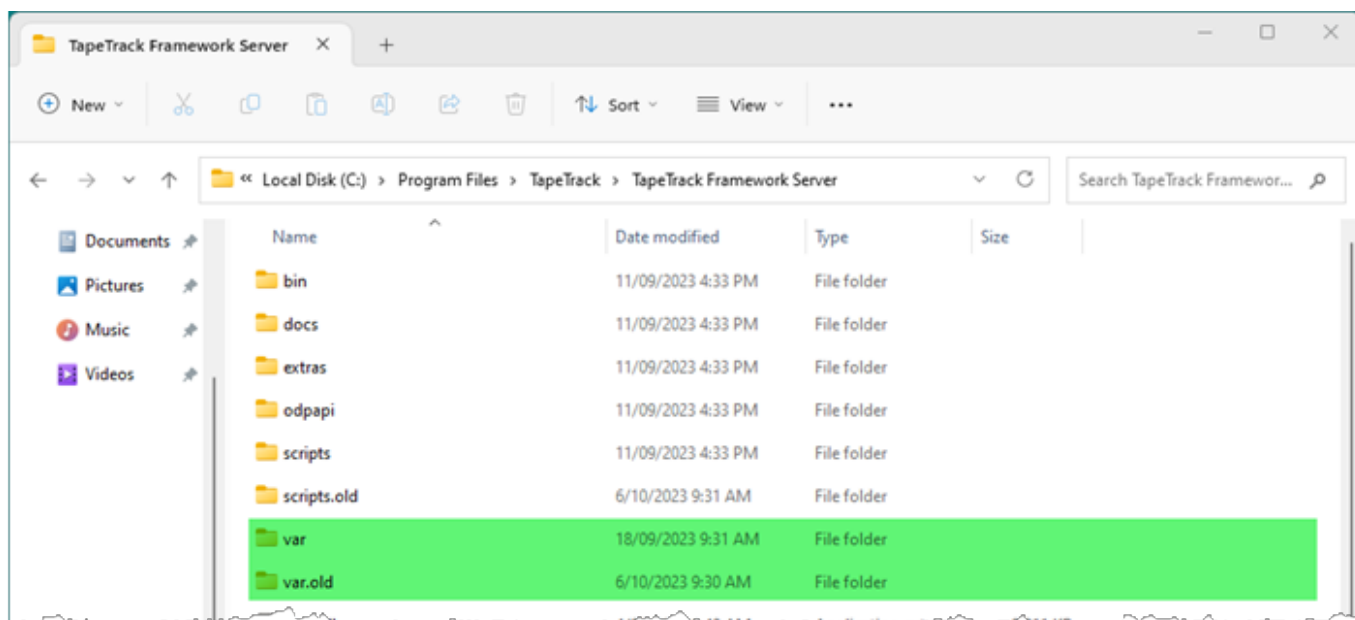 TapeTrack Framework Server
New
Sort
View
« Local Disk (C:) > Program Files > TapeTrack > TapeTrack Framework Server
Search TapeTrack Framewor...
Documents
Pictures
Music
Videos
Name Date modified Type Size
bin 11/09/2023 4:33 PM File folder
docs 11/09/2023 4:33 PM File folder
extras 11/09/2023 4:33 PM File folder
odpapi 11/09/2023 4:33 PM File folder
scripts 11/09/2023 4:33 PM File folder
scripts.old 6/10/2023 9:31 AM File folder
var 18/09/2023 9:31 AM File folder
var.old 6/10/2023 9:30 AM File folder